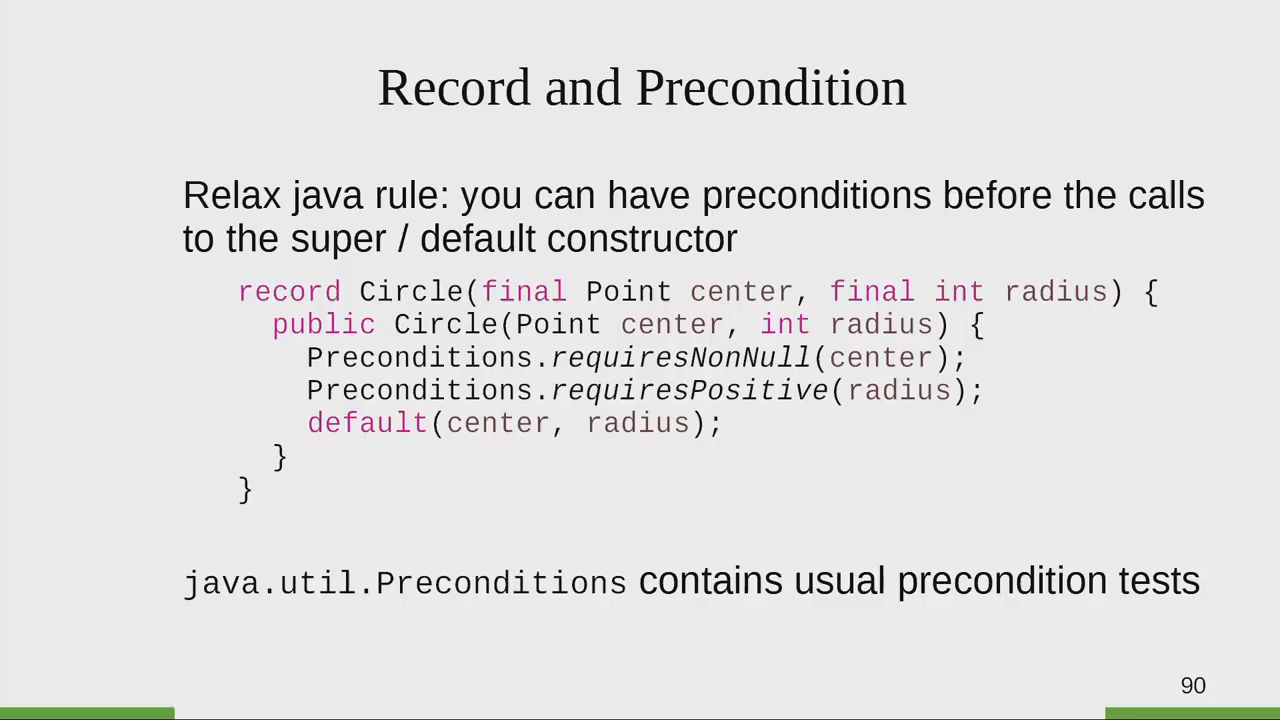 Record and Precondition
Relax java rule: you can have preconditions before the calls
to the super / default constructor
record Circle(final Point center, final int radius) {
  public Circle(Point center, int radius) {
    Preconditions.requiresNonNull(center);
    Preconditions.requiresPositive(radius);
    default(center, radius);
  }
}
java.util.Preconditions contains usual precondition tests
90